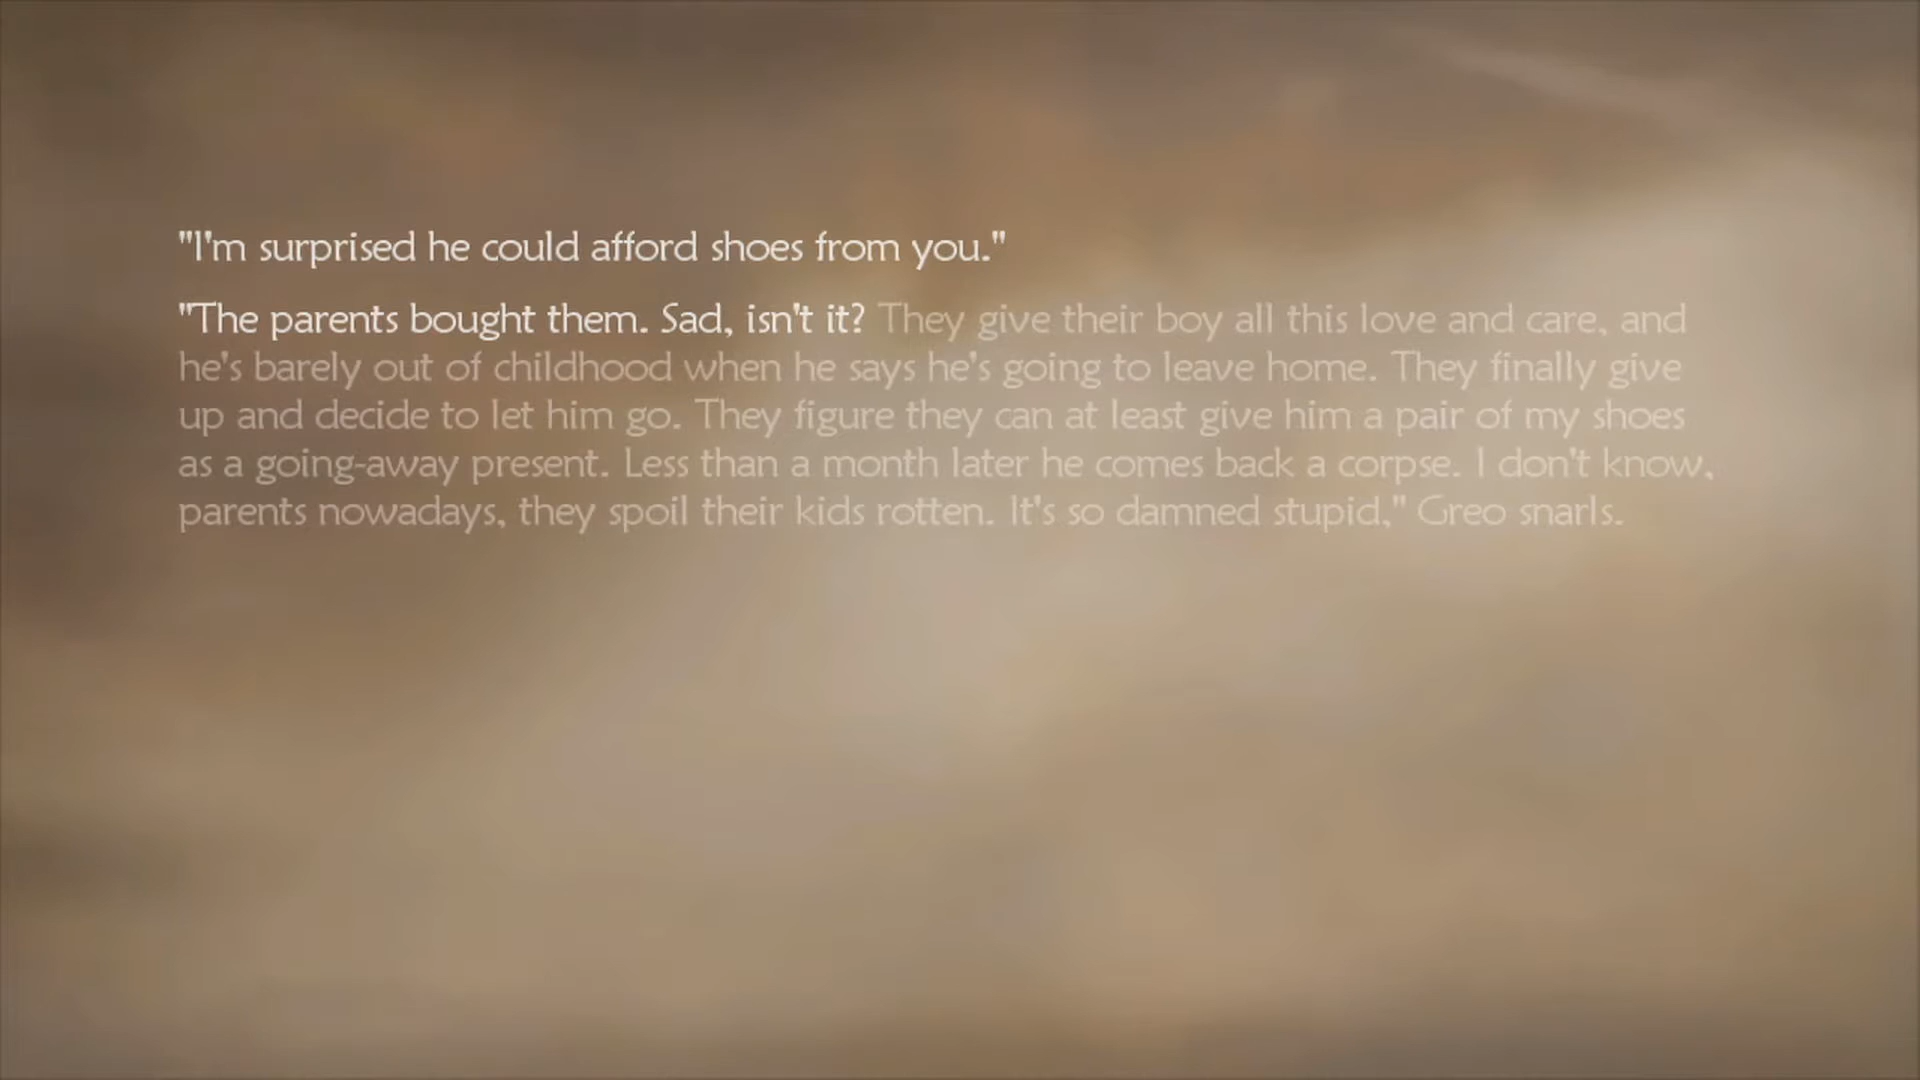 "I'm surprised he could afford shoes from you."
"The parents bought them. Sad, isn't it? They give their boy all this love and care, and
he's barely out of childhood when he says he's going to leave home. They finally give
up and decide to let him go. They figure they can at least give him a pair of my shoes
as a going-away present. Less than a month later he comes back a corpse. I don't know,
parents nowadays, they spoil their kids rotten. It's so damned stupid," Greo snarls.